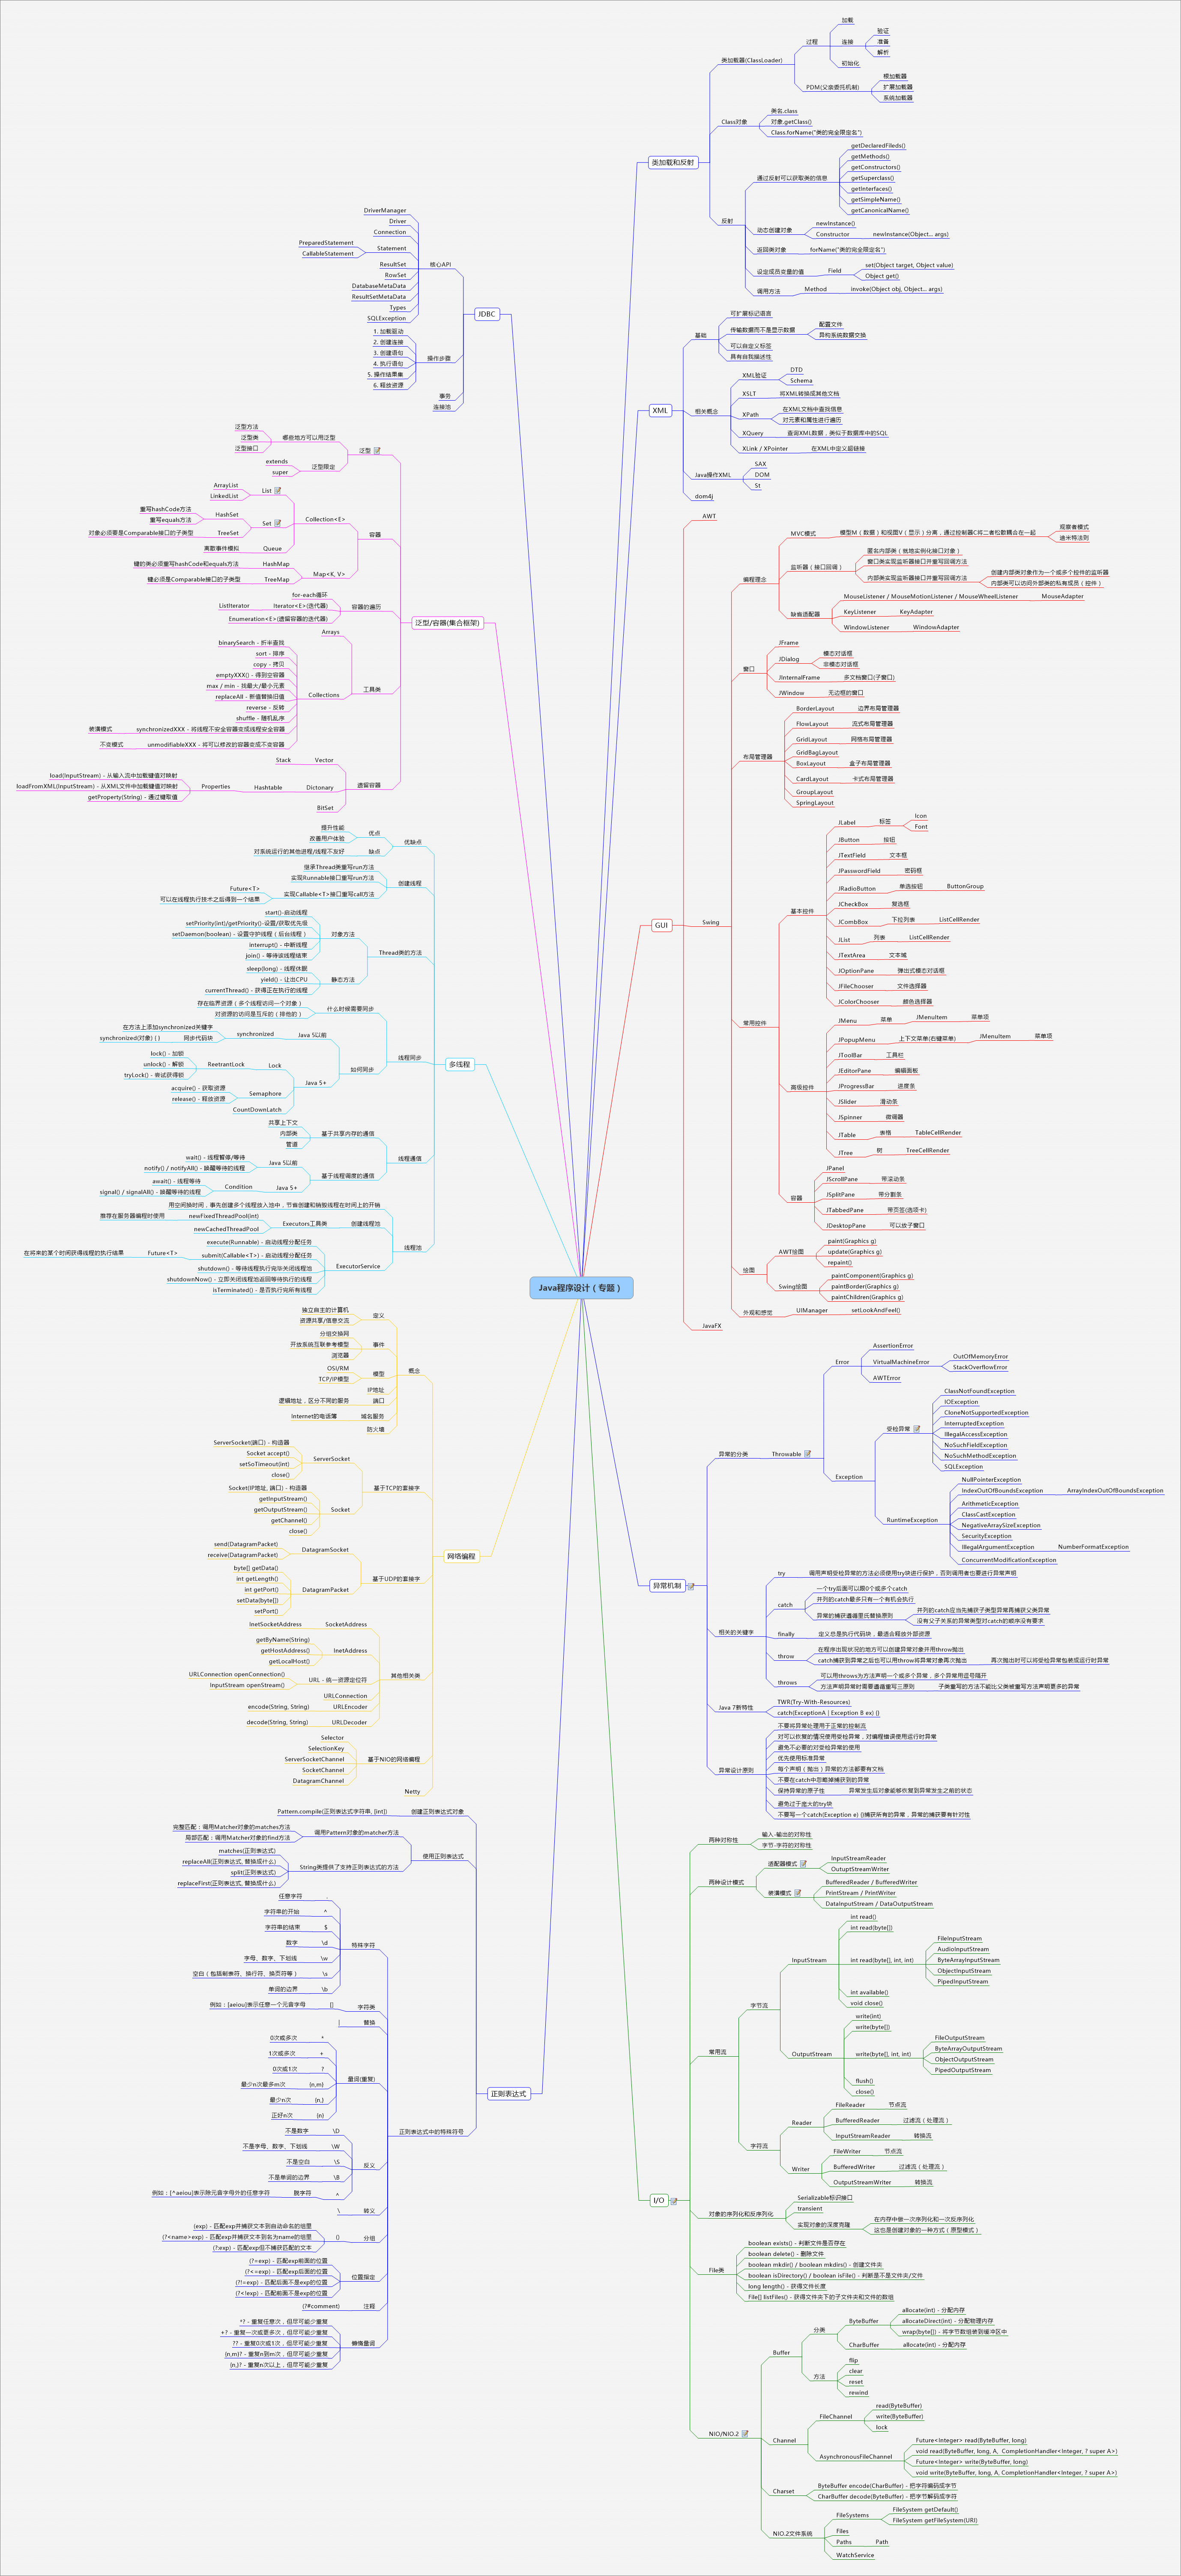 Java程序设计（专题）
类加载和反射
类加载器(ClassLoader)
过程
加载
连接
验证
准备
解析
初始化
PDM(父亲委托机制)
根加载器
扩展加载器
系统加载器
Class对象
类名.class
对象.getClass()
Class.forName("类的完全限定名")
反射
通过反射可以获取类的信息
getDeclaredFileds()
getMethods()
getConstructors()
getSuperclass()
getInterfaces()
getSimpleName()
getCanonicalName()
动态创建对象
newInstance()
Constructor
newInstance(Object... args)
返回类对象
forName("类的完全限定名")
设定成员变量的值
Field
set(Object target, Object value)
Object get()
调用方法
Method
invoke(Object obj, Object... args)
XML
基础
可扩展标记语言
传输数据而不是显示数据
配置文件
异构系统数据交换
可以自定义标签
具有自我描述性
相关概念
XML验证
DTD
Schema
XSLT
将XML转换成其他文档
XPath
在XML文档中查找信息
对元素和属性进行遍历
XQuery
查询XML数据，类似于数据库中的SQL
XLink / XPointer
在XML中定义超链接
Java操作XML
SAX
DOM
St
dom4j
GUI
AWT
Swing
编程理念
MVC模式
模型M（数据）和视图V（显示）分离，通过控制器C将二者松散耦合在一起
观察者模式
迪米特法则
监听器（接口回调）
匿名内部类（就地实例化接口对象）
窗口类实现监听器接口并重写回调方法
内部类实现监听器接口并重写回调方法
创建内部类对象作为一个或多个控件的监听器
内部类可以访问外部类的私有成员（控件）
缺省适配器
MouseListener / MouseMotionListener / MouseWheelListener
MouseAdapter
KeyListener
KeyAdapter
WindowListener
WindowAdapter
窗口
JFrame
JDialog
模态对话框
非模态对话框
JInternalFrame
多文档窗口(子窗口)
JWindow
无边框的窗口
布局管理器
BorderLayout
边界布局管理器
FlowLayout
流式布局管理器
GridLayout
网格布局管理器
GridBagLayout
BoxLayout
盒子布局管理器
CardLayout
卡式布局管理器
GroupLayout
SpringLayout
常用控件
基本控件
JLabel
标签
Icon
Font
JButton
按钮
JTextField
文本框
JPasswordField
密码框
JRadioButton
单选按钮
ButtonGroup
JCheckBox
复选框
JCombBox
下拉列表
ListCellRender
JList
列表
ListCellRender
JTextArea
文本域
JOptionPane
弹出式模态对话框
JFileChooser
文件选择器
JColorChooser
颜色选择器
高级控件
JMenu
菜单
JMenuItem
菜单项
JPopupMenu
上下文菜单(右键菜单)
JMenuItem
菜单项
JToolBar
工具栏
JEditorPane
编辑面板
JProgressBar
进度条
JSlider
滑动条
JSpinner
微调器
JTable
表格
TableCellRender
JTree
树
TreeCellRender
容器
JPanel
JScrollPane
带滚动条
JSplitPane
带分割条
JTabbedPane
带页签(选项卡)
JDesktopPane
可以放子窗口
绘图
AWT绘图
paint(Graphics g)
update(Graphics g)
repaint()
Swing绘图
paintComponent(Graphics g)
paintBorder(Graphics g)
paintChildren(Graphics g)
外观和感觉
UIManager
setLookAndFeel()
JavaFX
异常机制
异常的分类
Throwable
Error
AssertionError
VirtualMachineError
OutOfMemoryError
StackOverflowError
AWTError
Exception
受检异常
ClassNotFoundException
IOException
CloneNotSupportedException
InterruptedException
IllegalAccessException
NoSuchFieldException
NoSuchMethodException
SQLException
RuntimeException
NullPointerException
IndexOutOfBoundsException
ArrayIndexOutOfBoundsException
ArithmeticException
ClassCastException
NegativeArraySizeException
SecurityException
IllegalArgumentException
NumberFormatException
ConcurrentModificationException
相关的关键字
try
调用声明受检异常的方法必须使用try块进行保护，否则调用者也要进行异常声明
catch
一个try后面可以跟0个或多个catch
并列的catch最多只有一个有机会执行
异常的捕获遵循里氏替换原则
并列的catch应当先捕获子类型异常再捕获父类异常
没有父子关系的异常类型对catch的顺序没有要求
finally
定义总是执行代码块，最适合释放外部资源
throw
在程序出现状况的地方可以创建异常对象并用throw抛出
catch捕获到异常之后也可以用throw将异常对象再次抛出
再次抛出时可以将受检异常包装成运行时异常
throws
可以用throws为方法声明一个或多个异常，多个异常用逗号隔开
方法声明异常时需要遵循重写三原则
子类重写的方法不能比父类被重写方法声明更多的异常
Java 7新特性
TWR(Try-With-Resources)
catch(ExceptionA | Exception B ex) {}
异常设计原则
不要将异常处理用于正常的控制流
对可以恢复的情况使用受检异常，对编程错误使用运行时异常
避免不必要的对受检异常的使用
优先使用标准异常
每个声明（抛出）异常的方法都要有文档
不要在catch中忽略掉捕获到的异常
保持异常的原子性
异常发生后对象能够恢复到异常发生之前的状态
避免过于庞大的try块
不要写一个catch(Exception e) {}捕获所有的异常，异常的捕获要有针对性
I/O
两种对称性
输入-输出的对称性
字节-字符的对称性
两种设计模式
适配器模式
InputStreamReader
OutuptStreamWriter
装潢模式
BufferedReader / BufferedWriter
PrintStream / PrintWriter
DataInputStream / DataOutputStream
常用流
字节流
InputStream
int read()
int read(byte[])
int read(byte[], int, int)
FileInputStream
AudioInputStream
ByteArrayInputStream
ObjectInputStream
PipedInputStream
int available()
void close()
OutputStream
write(int)
write(byte[])
write(byte[], int, int)
FileOutputStream
ByteArrayOutputStream
ObjectOutputStream
PipedOutputStream
flush()
close()
字符流
Reader
FileReader
节点流
BufferedReader
过滤流（处理流）
InputStreamReader
转换流
Writer
FileWriter
节点流
BufferedWriter
过滤流（处理流）
OutputStreamWriter
转换流
对象的序列化和反序列化
Serializable标识接口
transient
实现对象的深度克隆
在内存中做一次序列化和一次反序列化
这也是创建对象的一种方式（原型模式）
File类
boolean exists() - 判断文件是否存在
boolean delete() - 删除文件
boolean mkdir() / boolean mkdirs() - 创建文件夹
boolean isDirectory() / boolean isFile() - 判断是不是文件夹/文件
long length() - 获得文件长度
File[] listFiles() - 获得文件夹下的子文件夹和文件的数组
NIO/NIO.2
Buffer
分类
ByteBuffer
allocate(int) - 分配内存
allocateDirect(int) - 分配物理内存
wrap(byte[]) - 将字节数组装到缓冲区中
CharBuffer
allocate(int) - 分配内存
方法
flip
clear
reset
rewind
Channel
FileChannel
read(ByteBuffer)
write(ByteBuffer)
lock
AsynchronousFileChannel
Future<Integer> read(ByteBuffer, long)
void read(ByteBuffer, long, A, CompletionHandler<Integer, ? super A>)
Future<Integer> write(ByteBuffer, long)
void write(ByteBuffer, long, A, CompletionHandler<Integer, ? super A>)
Charset
ByteBuffer encode(CharBuffer) - 把字符编码成字节
CharBuffer decode(ByteBuffer) - 把字节解码成字符
NIO.2文件系统
FileSystems
FileSystem getDefault()
FileSystem getFileSystem(URI)
Files
Paths
Path
WatchService
JDBC
核心API
DriverManager
Driver
Connection
Statement
PreparedStatement
CallableStatement
ResultSet
RowSet
DatabaseMetaData
ResultSetMetaData
Types
SQLException
操作步骤
1. 加载驱动
2. 创建连接
3. 创建语句
4. 执行语句
5. 操作结果集
6. 释放资源
事务
连接池
泛型/容器(集合框架)
泛型
哪些地方可以用泛型
泛型方法
泛型类
泛型接口
泛型限定
extends
super
容器
Collection<E>
List
ArrayList
LinkedList
Set
HashSet
重写hashCode方法
重写equals方法
TreeSet
对象必须要是Comparable接口的子类型
Queue
离散事件模拟
Map<K, V>
HashMap
键的类必须重写hashCode和equals方法
TreeMap
键必须是Comparable接口的子类型
容器的遍历
for-each循环
Iterator<E>(迭代器)
ListIterator
Enumeration<E>(遗留容器的迭代器)
工具类
Arrays
Collections
binarySearch - 折半查找
sort - 排序
copy - 拷贝
emptyXXX() - 得到空容器
max / min - 找最大/最小元素
replaceAll - 新值替换旧值
reverse - 反转
shuffle - 随机乱序
synchronizedXXX - 将线程不安全容器变成线程安全容器
装潢模式
unmodifiableXXX - 将可以修改的容器变成不变容器
不变模式
遗留容器
Vector
Stack
Dictonary
Hashtable
Properties
load(InputStream) - 从输入流中加载键值对映射
loadFromXML(InputStream) - 从XML文件中加载键值对映射
getProperty(String) - 通过键取值
BitSet
多线程
优缺点
优点
提升性能
改善用户体验
缺点
对系统运行的其他进程/线程不友好
创建线程
继承Thread类重写run方法
实现Runnable接口重写run方法
实现Callable<T>接口重写call方法
Future<T>
可以在线程执行技术之后得到一个结果
Thread类的方法
对象方法
start()-启动线程
setPriority(int)/getPriority()-设置/获取优先级
setDaemon(boolean) - 设置守护线程（后台线程）
interrupt() - 中断线程
join() - 等待该线程结束
静态方法
sleep(long) - 线程休眠
yield() - 让出CPU
currentThread() - 获得正在执行的线程
线程同步
什么时候需要同步
存在临界资源（多个线程访问一个对象）
对资源的访问是互斥的（排他的）
如何同步
Java 5以前
synchronized
在方法上添加synchronized关键字
同步代码块
synchronized(对象) { }
Java 5+
Lock
ReetrantLock
lock() - 加锁
unlock() - 解锁
tryLock() - 尝试获得锁
Semaphore
acquire() - 获取资源
release() - 释放资源
CountDownLatch
线程通信
基于共享内存的通信
共享上下文
内部类
管道
基于线程调度的通信
Java 5以前
wait() - 线程暂停/等待
notify() / notifyAll() - 唤醒等待的线程
Java 5+
Condition
await() - 线程等待
signal() / signalAll() - 唤醒等待的线程
线程池
用空间换时间，事先创建多个线程放入池中，节省创建和销毁线程在时间上的开销
创建线程池
Executors工具类
newFixedThreadPool(int)
推荐在服务器编程时使用
newCachedThreadPool
ExecutorService
execute(Runnable) - 启动线程分配任务
submit(Callable<T>) - 启动线程分配任务
Future<T>
在将来的某个时间获得线程的执行结果
shutdown() - 等待线程执行完毕关闭线程池
shutdownNow() - 立即关闭线程池返回等待执行的线程
isTerminated() - 是否执行完所有线程
网络编程
概念
定义
独立自主的计算机
资源共享/信息交流
事件
分组交换网
开放系统互联参考模型
浏览器
模型
OSI/RM
TCP/IP模型
IP地址
端口
逻辑地址，区分不同的服务
域名服务
Internet的电话簿
防火墙
基于TCP的套接字
ServerSocket
ServerSocket(端口) - 构造器
Socket accept()
setSoTimeout(int)
close()
Socket
Socket(IP地址, 端口) - 构造器
getInputStream()
getOutputStream()
getChannel()
close()
基于UDP的套接字
DatagramSocket
send(DatagramPacket)
receive(DatagramPacket)
DatagramPacket
byte[] getData()
int getLength()
int getPort()
setData(byte[])
setPort()
其他相关类
SocketAddress
InetSocketAddress
InetAddress
getByName(String)
getHostAddress()
getLocalHost()
URL - 统一资源定位符
URLConnection openConnection()
InputStream openStream()
URLConnection
URLEncoder
encode(String, String)
URLDecoder
decode(String, String)
基于NIO的网络编程
Selector
SelectionKey
ServerSocketChannel
SocketChannel
DatagramChannel
Netty
正则表达式
创建正则表达式对象
Pattern.compile(正则表达式字符串, [int])
使用正则表达式
调用Pattern对象的matcher方法
完整匹配：调用Matcher对象的matches方法
局部匹配：调用Matcher对象的find方法
String类提供了支持正则表达式的方法
matches(正则表达式)
replaceAll(正则表达式, 替换成什么)
split(正则表达式)
replaceFirst(正则表达式, 替换成什么)
正则表达式中的特殊符号
特殊字符
.
任意字符
^
字符串的开始
$
字符串的结束
\d
数字
\w
字母、数字、下划线
\s
空白（包括制表符、换行符、换页符等）
\b
单词的边界
字符类
[]
例如：[aeiou]表示任意一个元音字母
替换
|
量词(重复)
*
0次或多次
+
1次或多次
?
0次或1次
{n,m}
最少n次最多m次
{n,}
最少n次
{n}
正好n次
反义
\D
不是数字
\W
不是字母、数字、下划线
\S
不是空白
\B
不是单词的边界
^
脱字符
例如：[^aeiou]表示除元音字母外的任意字符
转义
\
分组
()
(exp) - 匹配exp并捕获文本到自动命名的组里
(?<name>exp) - 匹配exp并捕获文本到名为name的组里
(?:exp) - 匹配exp但不捕获匹配的文本
位置指定
(?=exp) - 匹配exp前面的位置
(?<=exp) - 匹配exp后面的位置
(?!=exp) - 匹配后面不是exp的位置
(?<!exp) - 匹配前面不是exp的位置
注释
(?#comment)
懒惰量词
*? - 重复任意次，但尽可能少重复
+? - 重复一次或更多次，但尽可能少重复
?? - 重复0次或1次，但尽可能少重复
{n,m}? - 重复n到m次，但尽可能少重复
{n,}? - 重复n次以上，但尽可能少重复